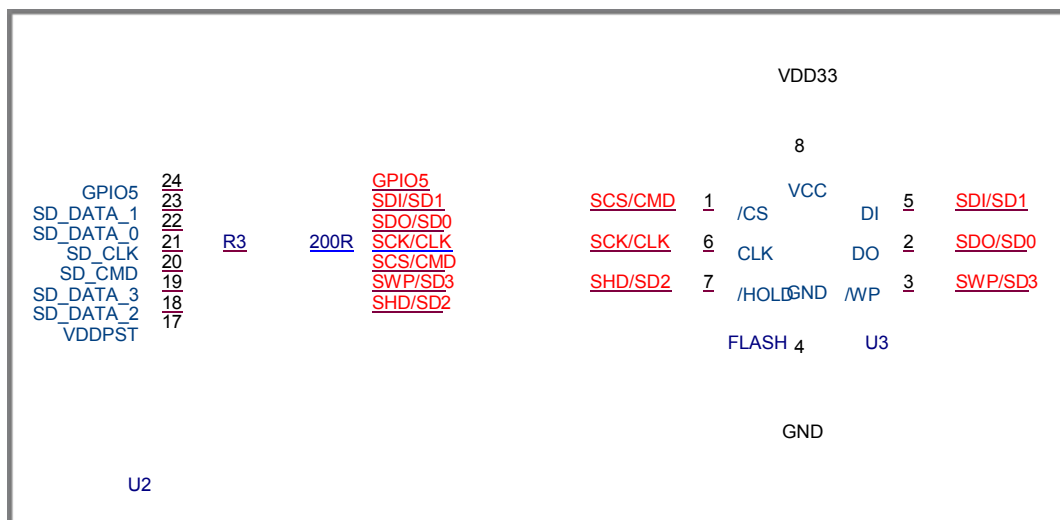 VDD33
8
24 GPIO5
GPIO5 23 SDI/SD1 SCS/CMD 1 VCC 5 SDI/SD1
SD_DATA_1 22 SDO/SD0 /CS DI
SD_DATA_0 21 R3 200R SCK/CLK SCK/CLK 6 2 SDO/SD0
SD_CLK 20 SCS/CMD CLK DO
SD_CMD 19 SWP/SD3 SHD/SD2 7 3 SWP/SD3
SD_DATA_3 18 SHD/SD2 /HOLD GND /WP
SD_DATA_2 17
VDDPST FLASH 4 U3
GND
U2